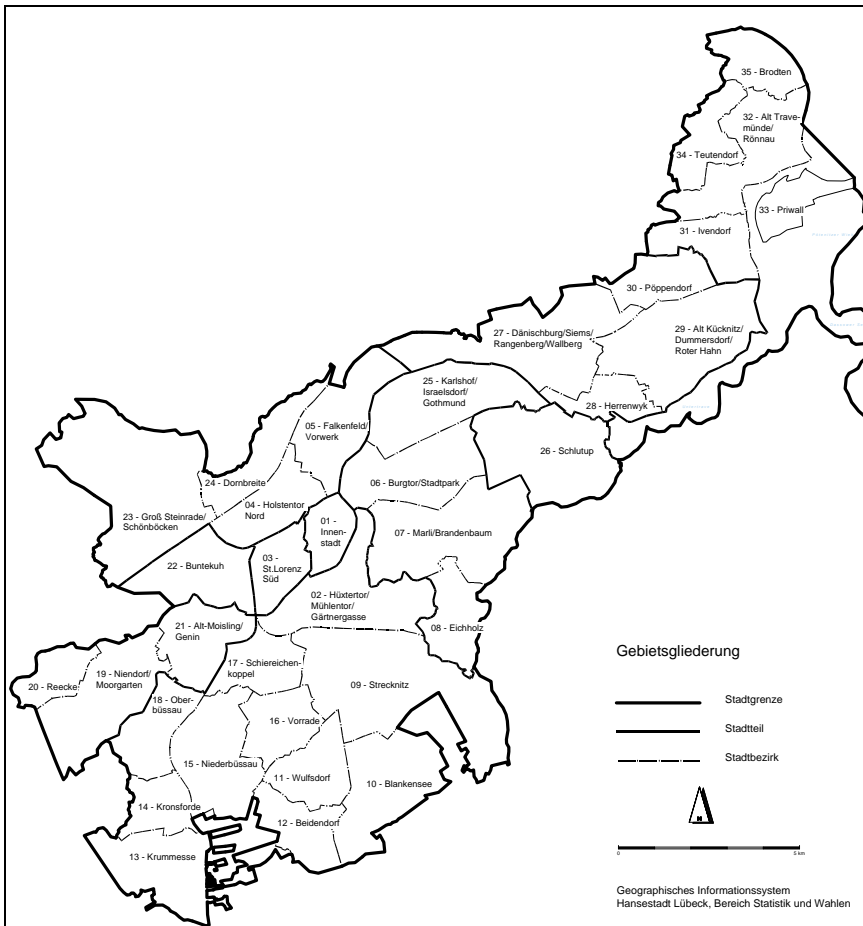 35 - Brodten
32 - Alt Trave-
münde/
Rönnau
34 - Teutendorf
33 - Priwall
31 - Ivendorf
30 - Pöppendorf
27 - Dänischburg/Siems/
Rangenberg/Wallberg
29 - Alt Kücknitz/
Dummersdorf/
Roter Hahn
25 - Karlshof/
Israelsdorf/
Gothmund
28 - Herrenwyk
05 - Falkenfeld/
Vorwerk
26 - Schlutup
24 - Dornbreite
06 - Burgtor/Stadtpark
04 - Holstentor
Nord
23 - Groß Steinrade/
Schönböcken
01 -
Innen-
stadt
07 - Marli/Brandenbaum
03 -
St.Lorenz
Süd
22 - Buntekuh
02 - Hüxtertor/
Mühlentor/
Gärtnergasse
21 - Alt-Moisling/
Genin
08 - Eichholz
17 - Schiereichen-
koppel
19 - Niendorf/
Moorgarten
20 - Reecke
09 - Strecknitz
18 - Ober-
büssau
16 - Vorrade
15 - Niederbüssau
11 - Wulfsdorf
10 - Blankensee
14 - Kronsforde
12 - Beidendorf
13 - Krummesse
Gebietsgliederung
Stadtgrenze
Stadtteil
Stadtbezirk
N
0 5 km
Geographisches Informationssystem
Hansestadt Lübeck, Bereich Statistik und Wahlen